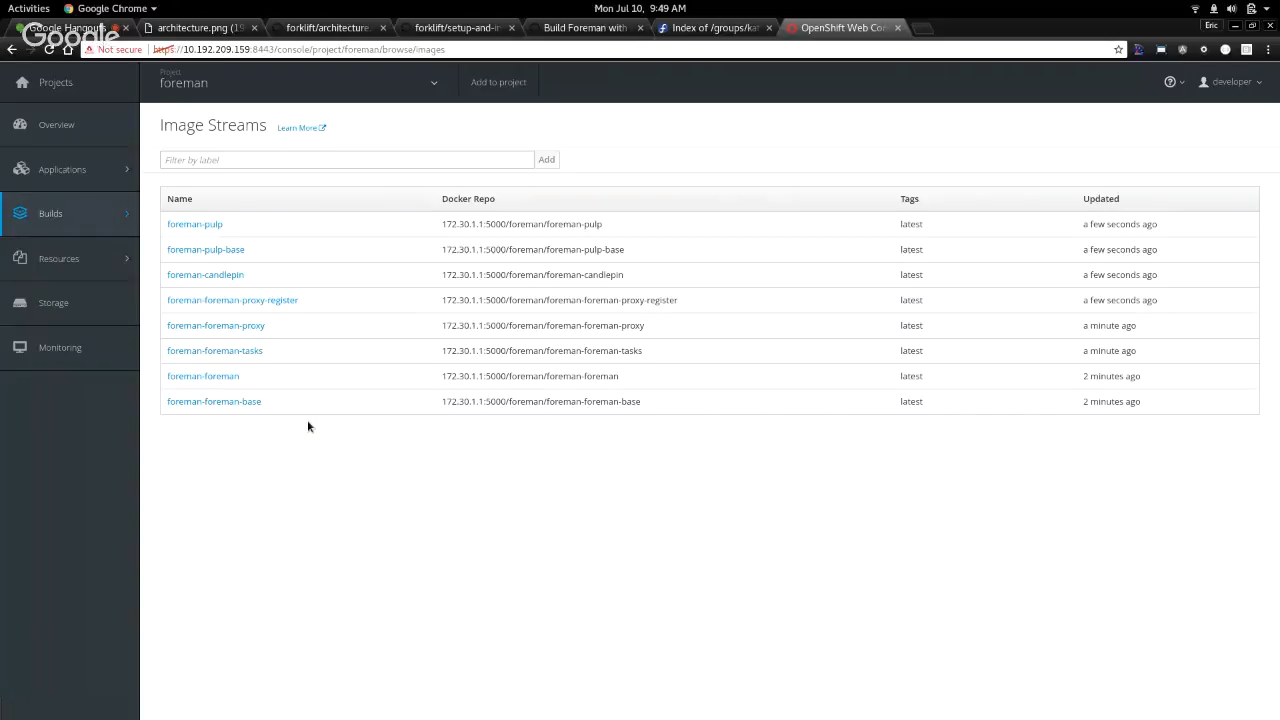 Activities Google Chrome Mon Jul 10, 9:49 AM Eric
Google Hangouts architecture.png (19 forklift/architecture. forklift/setup-and-in Build Foreman with Index of /groups/ka OpenShift Web Con
Google
Not secure https://10.192.209.159:8443/console/project/foreman/browse/images
Projects
Project
foreman
Add to project
developer
Overview
Applications
Builds
Resources
Storage
Monitoring
Image Streams Learn More
Filter by label Add
Name Docker Repo Tags Updated
foreman-pulp 172.30.1.1:5000/foreman/foreman-pulp latest a few seconds ago
foreman-pulp-base 172.30.1.1:5000/foreman/foreman-pulp-base latest a few seconds ago
foreman-candlepin 172.30.1.1:5000/foreman/foreman-candlepin latest a few seconds ago
foreman-foreman-proxy-register 172.30.1.1:5000/foreman/foreman-foreman-proxy-register latest a few seconds ago
foreman-foreman-proxy 172.30.1.1:5000/foreman/foreman-foreman-proxy latest a minute ago
foreman-foreman-tasks 172.30.1.1:5000/foreman/foreman-foreman-tasks latest a minute ago
foreman-foreman 172.30.1.1:5000/foreman/foreman-foreman latest 2 minutes ago
foreman-foreman-base 172.30.1.1:5000/foreman/foreman-foreman-base latest 2 minutes ago